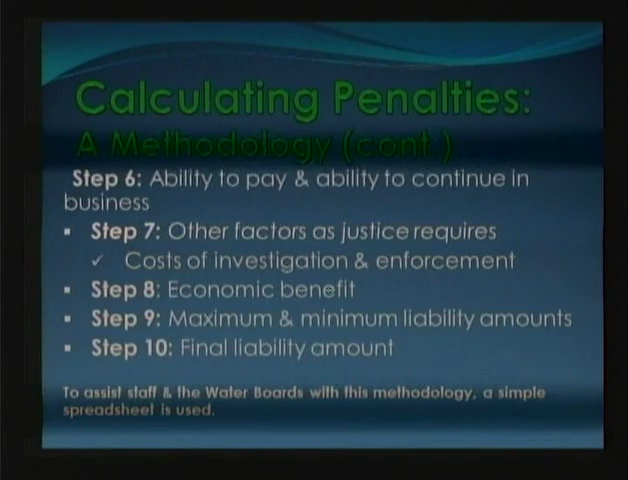 Calculating Penalties:
A Methodology (cont.)
Step 6: Ability to pay & ability to continue in
business
▪ Step 7: Other factors as justice requires
✓ Costs of investigation & enforcement
▪ Step 8: Economic benefit
▪ Step 9: Maximum & minimum liability amounts
▪ Step 10: Final liability amount
To assist staff & the Water Boards with this methodology, a simple
spreadsheet is used.